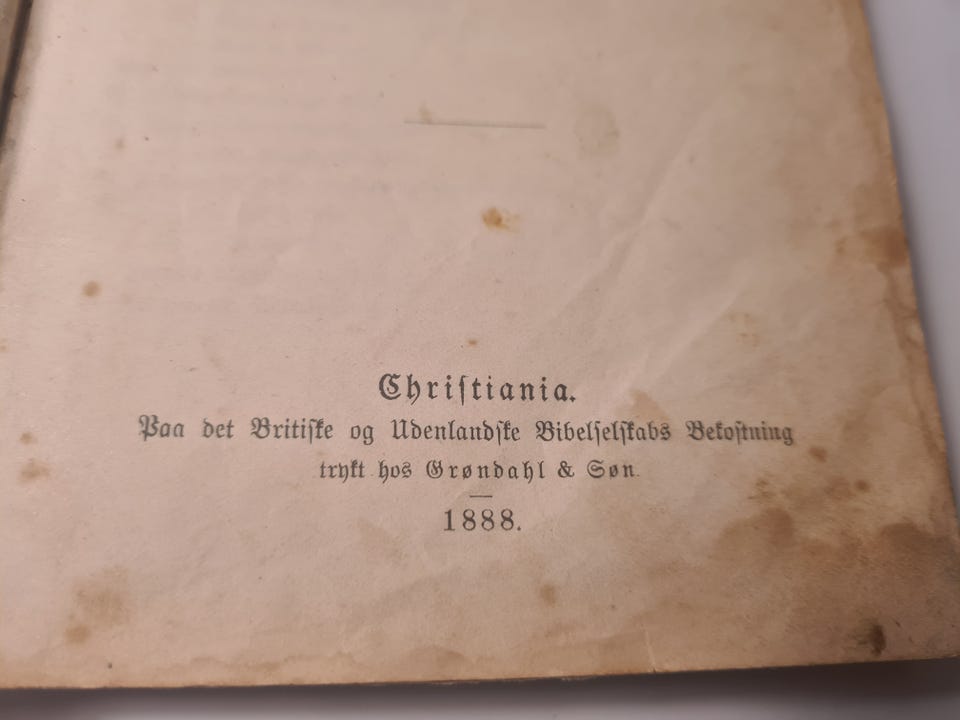 Christiania.
Paa det Britiske og Udenlandske Bibelselskabs Bekostning
trykt hos Grøndahl & Søn.
1888.